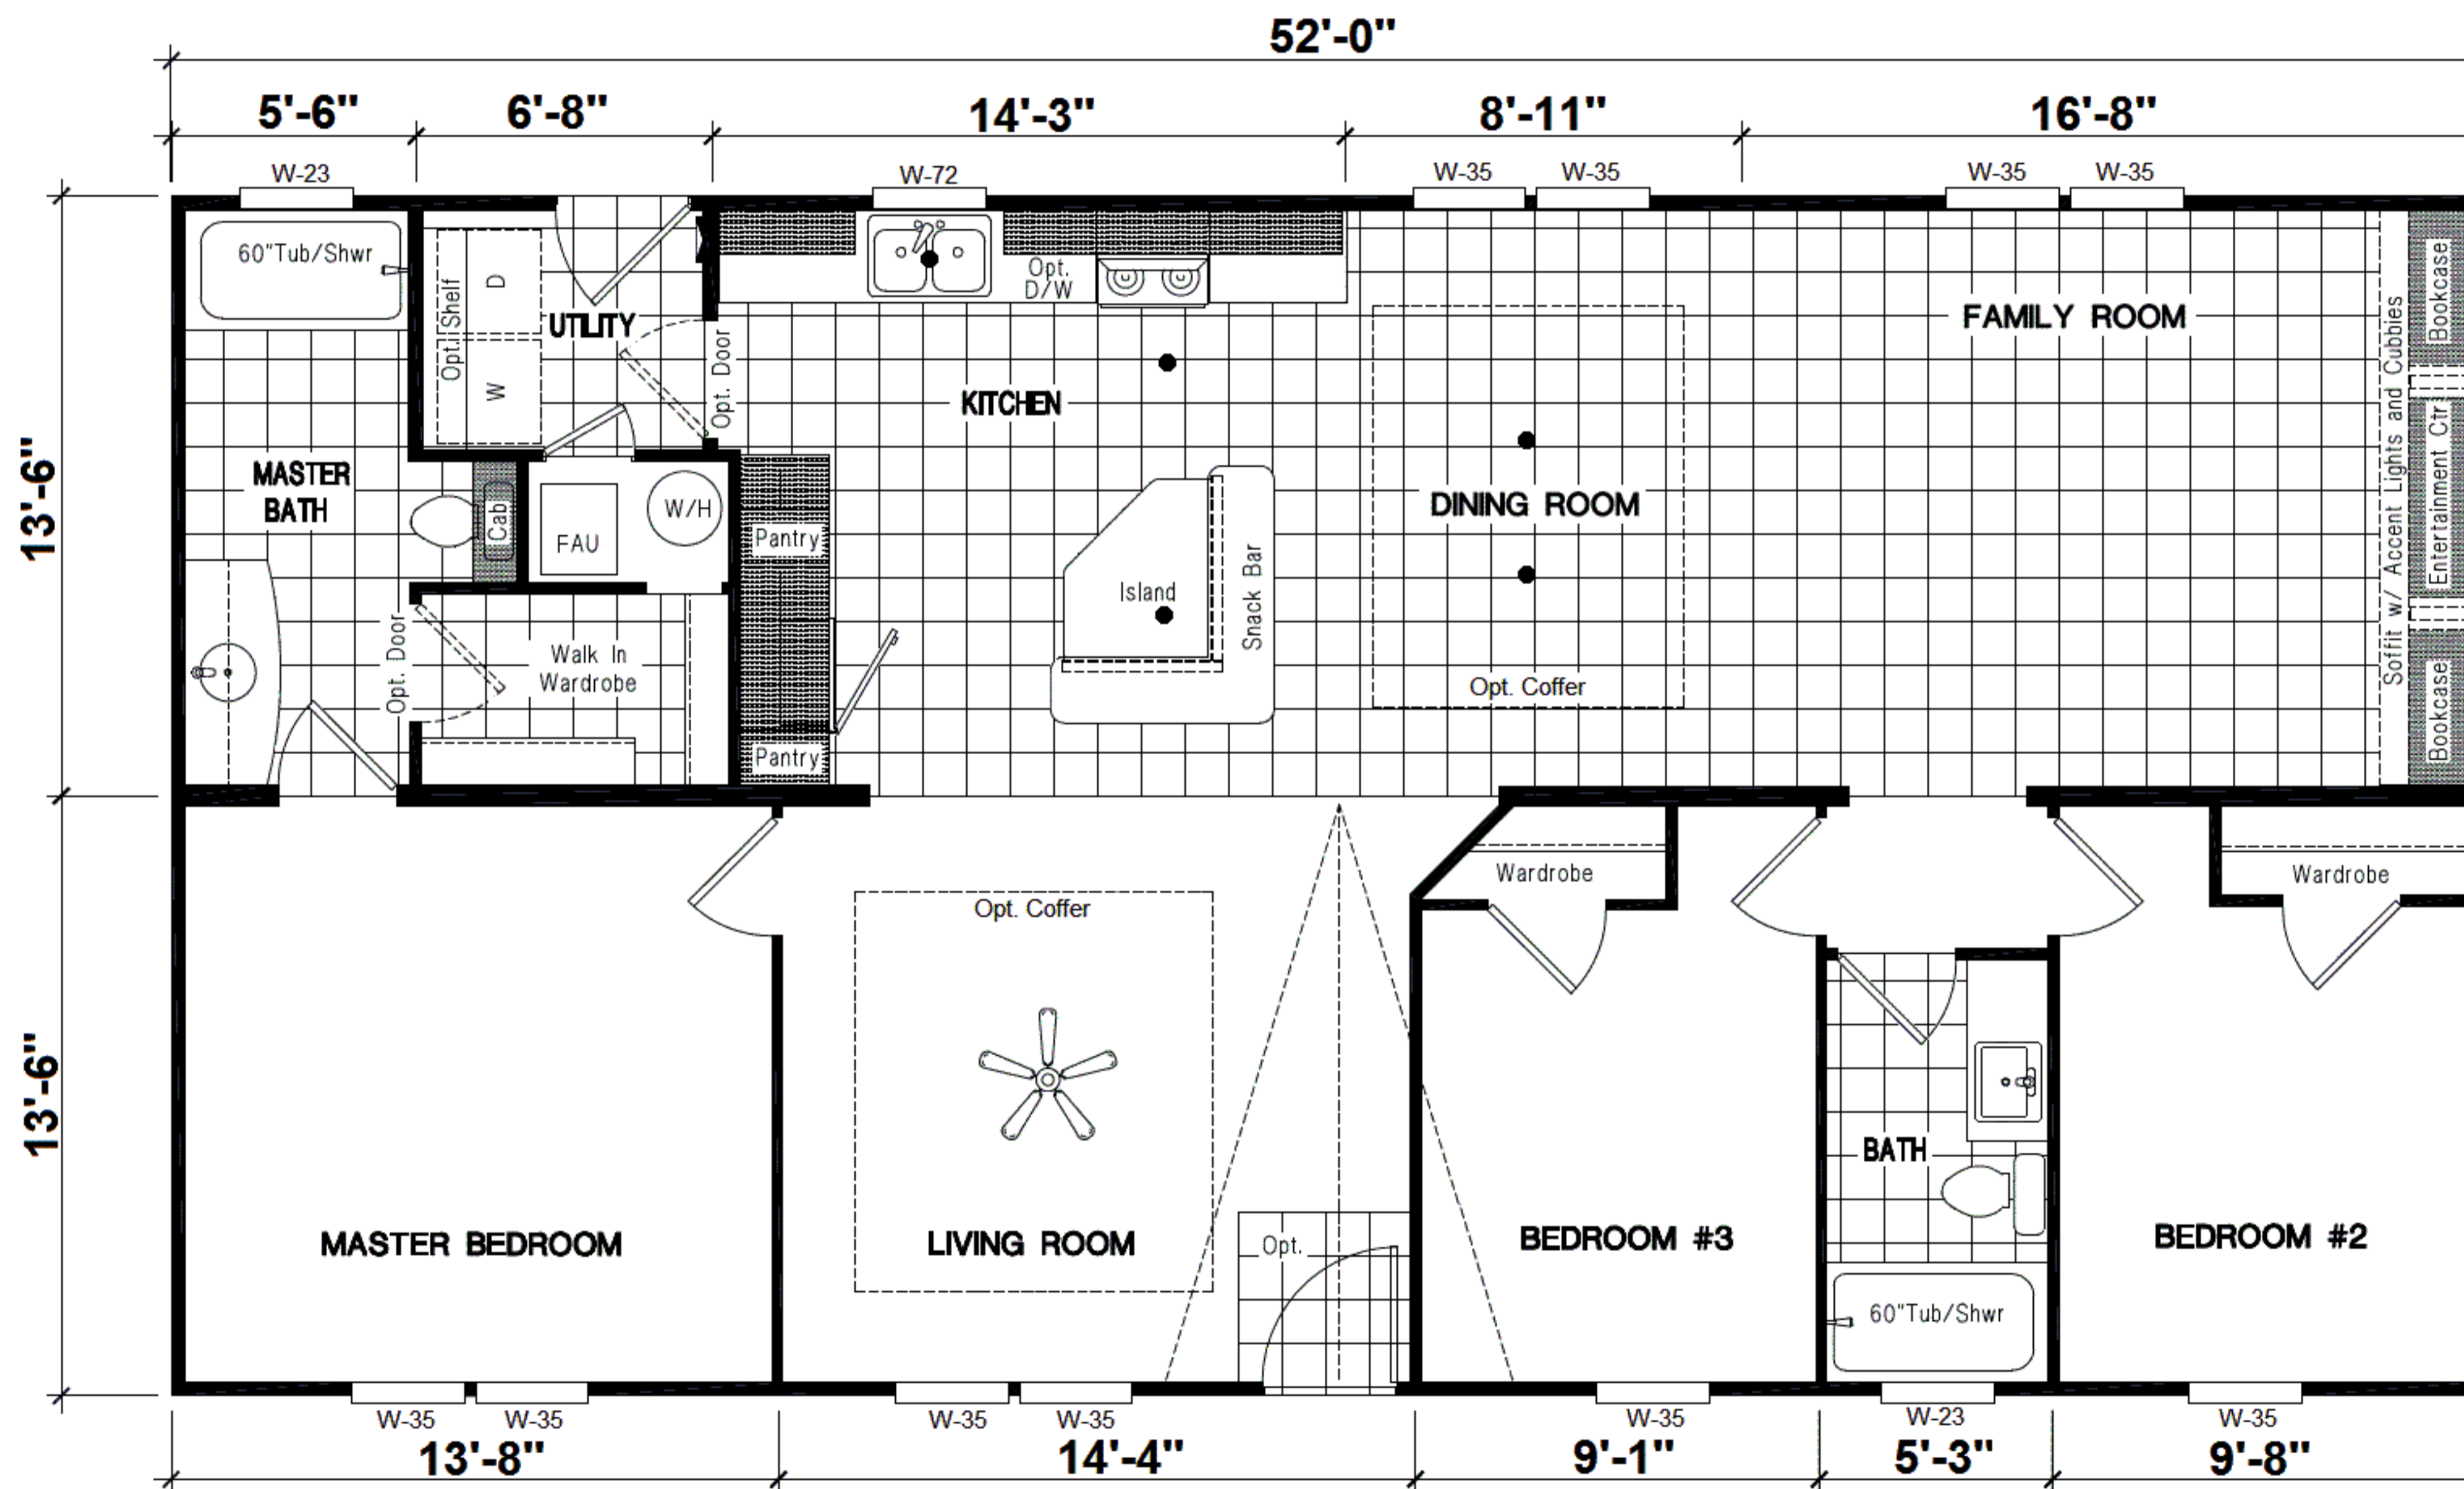 52'-0"
5'-6"
6'-8"
14'-3"
8'-11"
16'-8"
W-23
W-72
W-35
W-35
W-35
W-35
60"Tub/Shwr
Opt. Shelf
D
W
UTILITY
Opt. Door
Opt.
D/W
KITCHEN
FAMILY ROOM
Soffit w/ Accent Lights and Cubbies
Bookcase
Entertainment Ctr
Bookcase
13'-6"
MASTER
BATH
Cab
FAU
W/H
Pantry
DINING ROOM
Island
Snack Bar
Opt. Door
Walk In
Wardrobe
Opt. Coffer
Pantry
Wardrobe
Wardrobe
Opt. Coffer
13'-6"
MASTER BEDROOM
LIVING ROOM
Opt.
BEDROOM #3
BATH
BEDROOM #2
60"Tub/Shwr
W-35
W-35
W-35
W-35
W-35
W-23
W-35
13'-8"
14'-4"
9'-1"
5'-3"
9'-8"